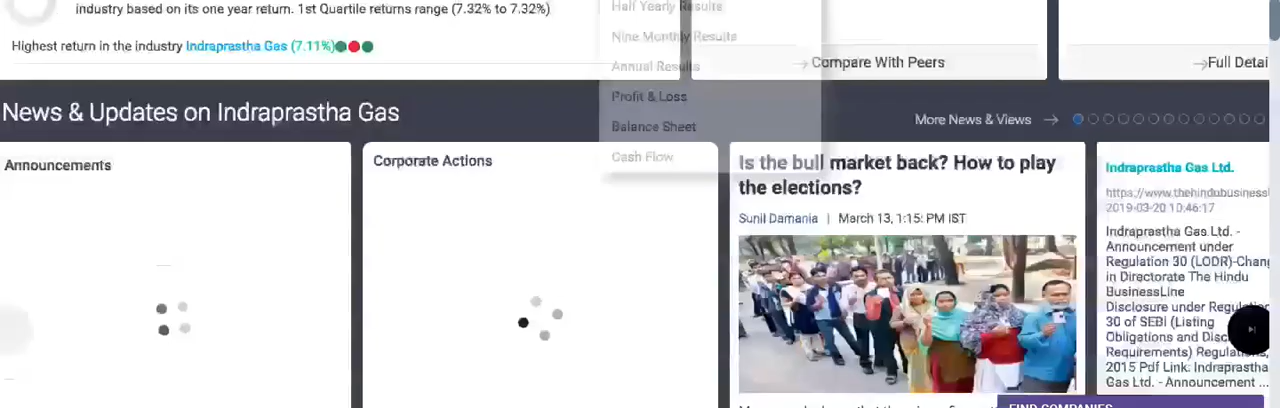 industry based on its one year return. 1st Quartile returns range (7.32% to 7.32%)
Highest return in the industry Indraprastha Gas (7.11%)
Half Yearly Results
Nine Monthly Results
Annual Results
Profit & Loss
Balance Sheet
Cash Flow
→Compare With Peers
→Full Detai
News & Updates on Indraprastha Gas
More News & Views →
Announcements
Corporate Actions
Is the bull market back? How to play
the elections?
Sunil Damania | March 13, 1:15: PM IST
Indraprastha Gas Ltd.
https://www.thehindubusinessl
2019-03-20 10:46:17
Indraprastha Gas Ltd. -
Announcement under
Regulation 30 (LODR)-Chang
in Directorate The Hindu
BusinessLine
Disclosure under Regulation
30 of SEBI (Listing
Obligations and Disc
Requirements) Regulations,
2015 Pdf Link: Indraprastha
Gas Ltd. - Announcement ...
FIND COMPANIES